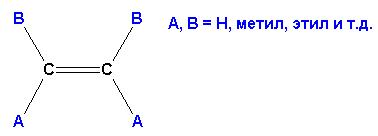 B B
A, B = H, метил, этил и т.д.
C C
A A